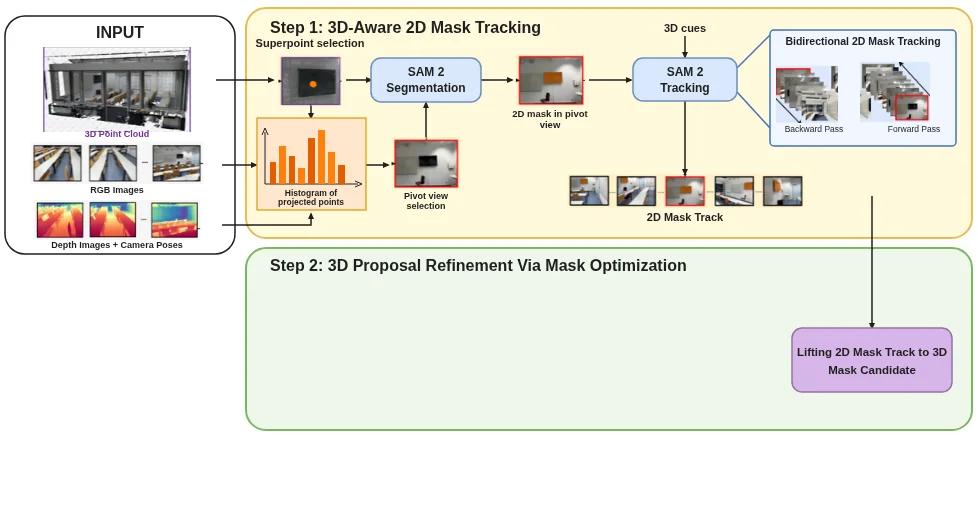 INPUT
3D Point Cloud
RGB Images
Depth Images + Camera Poses
Step 1: 3D-Aware 2D Mask Tracking
Superpoint selection
SAM 2
Segmentation
Histogram of
projected points
Pivot view
selection
2D mask in pivot
view
3D cues
SAM 2
Tracking
Bidirectional 2D Mask Tracking
Backward Pass
Forward Pass
2D Mask Track
Step 2: 3D Proposal Refinement Via Mask Optimization
Lifting 2D Mask Track to 3D
Mask Candidate